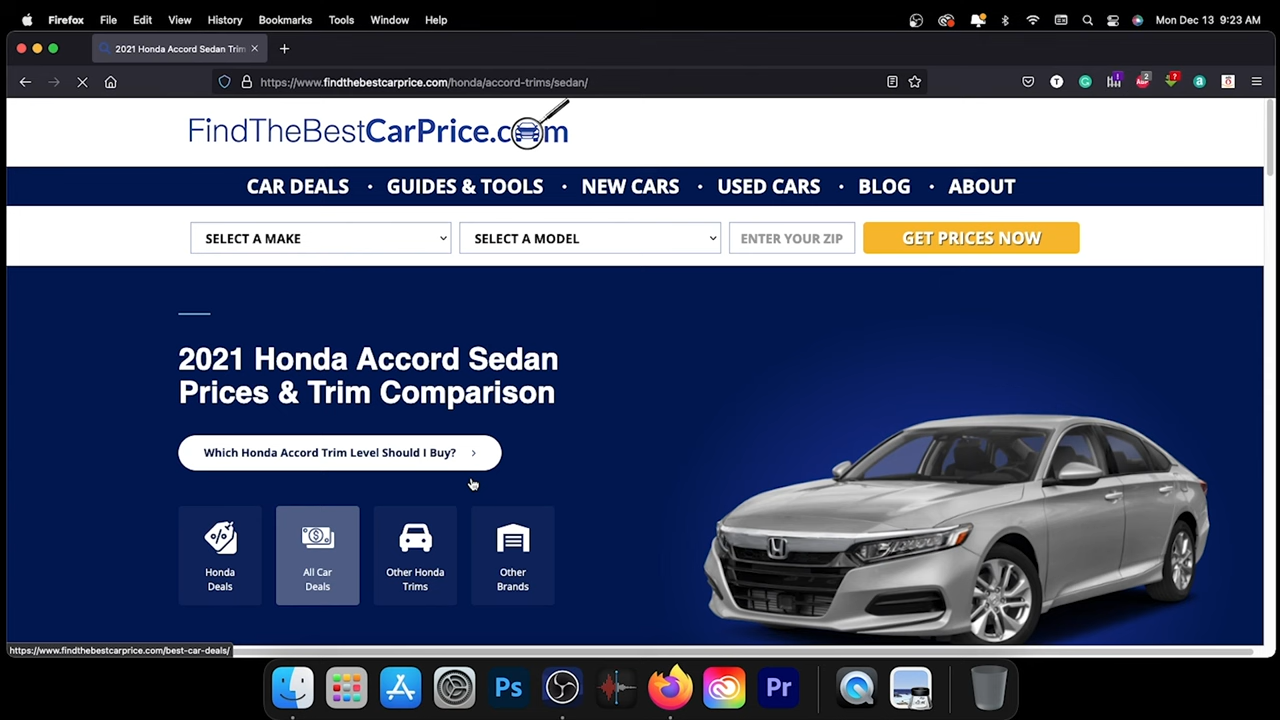 Firefox File Edit View History Bookmarks Tools Window Help Mon Dec 13 9:23 AM
2021 Honda Accord Sedan Trim
https://www.findthebestcarprice.com/honda/accord-trims/sedan/
FindTheBestCarPrice.com
CAR DEALS • GUIDES & TOOLS • NEW CARS • USED CARS • BLOG • ABOUT
SELECT A MAKE SELECT A MODEL ENTER YOUR ZIP GET PRICES NOW
2021 Honda Accord Sedan
Prices & Trim Comparison
Which Honda Accord Trim Level Should I Buy?
Honda
Deals
All Car
Deals
Other Honda
Trims
Other
Brands
https://www.findthebestcarprice.com/best-car-deals/
Ps Pr